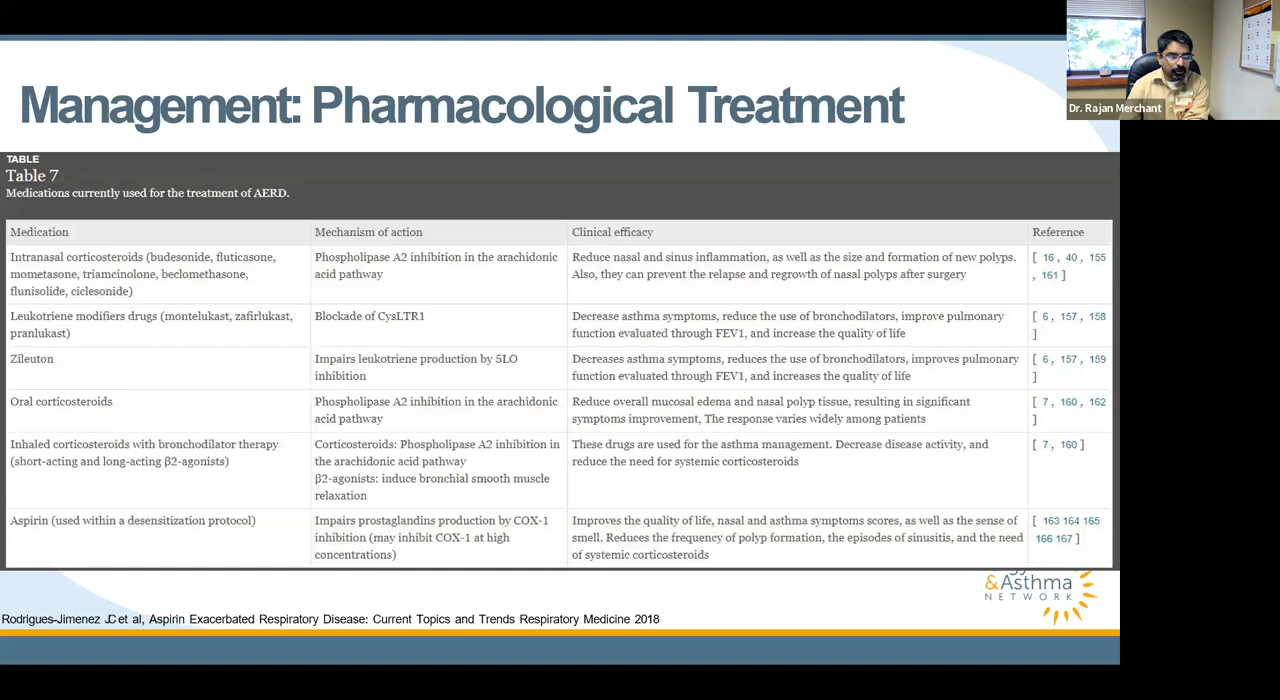 Management: Pharmacological Treatment
Dr. Rajan Merchant
TABLE
Table 7
Medications currently used for the treatment of AERD.
Medication
Mechanism of action
Clinical efficacy
Reference
Intranasal corticosteroids (budesonide, fluticasone,
mometasone, triamcinolone, beclomethasone,
flunisolide, ciclesonide)
Phospholipase A2 inhibition in the arachidonic
acid pathway
Reduce nasal and sinus inflammation, as well as the size and formation of new polyps.
Also, they can prevent the relapse and regrowth of nasal polyps after surgery
[ 16 , 40 , 155
, 161 ]
Leukotriene modifiers drugs (montelukast, zafirlukast,
pranlukast)
Blockade of CysLTR1
Decrease asthma symptoms, reduce the use of bronchodilators, improve pulmonary
function evaluated through FEV1, and increase the quality of life
[ 6 , 157 , 158
]
Zileuton
Impairs leukotriene production by 5LO
inhibition
Decreases asthma symptoms, reduces the use of bronchodilators, improves pulmonary
function evaluated through FEV1, and increases the quality of life
[ 6 , 157 , 159
]
Oral corticosteroids
Phospholipase A2 inhibition in the arachidonic
acid pathway
Reduce overall mucosal edema and nasal polyp tissue, resulting in significant
symptoms improvement, The response varies widely among patients
[ 7 , 160 , 162
]
Inhaled corticosteroids with bronchodilator therapy
(short-acting and long-acting β2-agonists)
Corticosteroids: Phospholipase A2 inhibition in
the arachidonic acid pathway
β2-agonists: induce bronchial smooth muscle
relaxation
These drugs are used for the asthma management. Decrease disease activity, and
reduce the need for systemic corticosteroids
[ 7 , 160 ]
Aspirin (used within a desensitization protocol)
Impairs prostaglandins production by COX-1
inhibition (may inhibit COX-1 at high
concentrations)
Improves the quality of life, nasal and asthma symptoms scores, as well as the sense of
smell. Reduces the frequency of polyp formation, the episodes of sinusitis, and the need
of systemic corticosteroids
[ 163 164 165
166 167 ]
&Asthma
NETWORK
Rodrigues-Jimenez JC et al, Aspirin Exacerbated Respiratory Disease: Current Topics and Trends Respiratory Medicine 2018